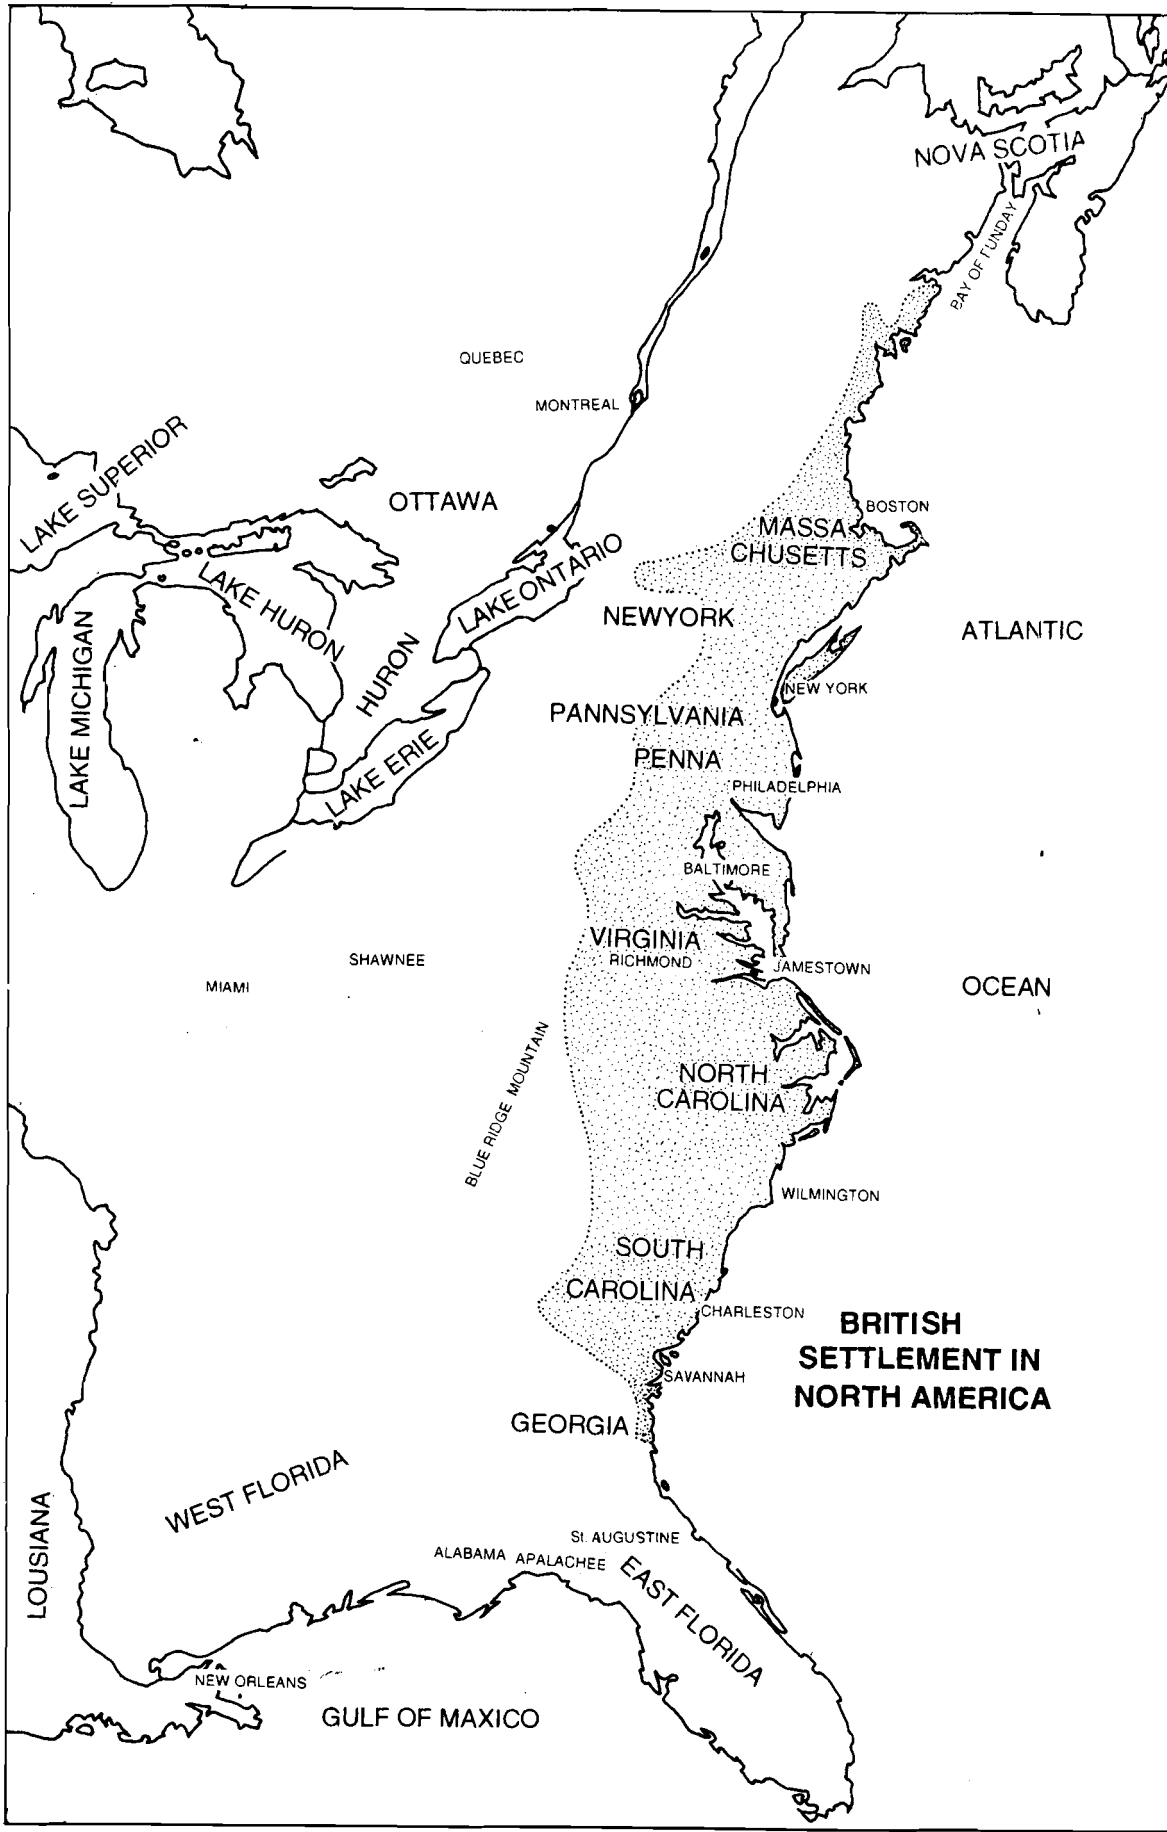 NOVA SCOTIA
BAY OF FUNDAY
QUEBEC
MONTREAL
LAKE SUPERIOR
OTTAWA
BOSTON
MASSA
CHUSETTS
LAKE HURON
LAKE ONTARIO
NEWYORK
ATLANTIC
LAKE MICHIGAN
HURON
NEW YORK
PANNSYLVANIA
PENNA
LAKE ERIE
PHILADELPHIA
BALTIMORE
VIRGINIA
RICHMOND
JAMESTOWN
SHAWNEE
MIAMI
OCEAN
BLUE RIDGE MOUNTAIN
NORTH
CAROLINA
WILMINGTON
SOUTH
CAROLINA
CHARLESTON
BRITISH
SETTLEMENT IN
NORTH AMERICA
SAVANNAH
GEORGIA
WEST FLORIDA
LOUSIANA
St. AUGUSTINE
ALABAMA APALACHEE
EAST FLORIDA
NEW ORLEANS
GULF OF MAXICO